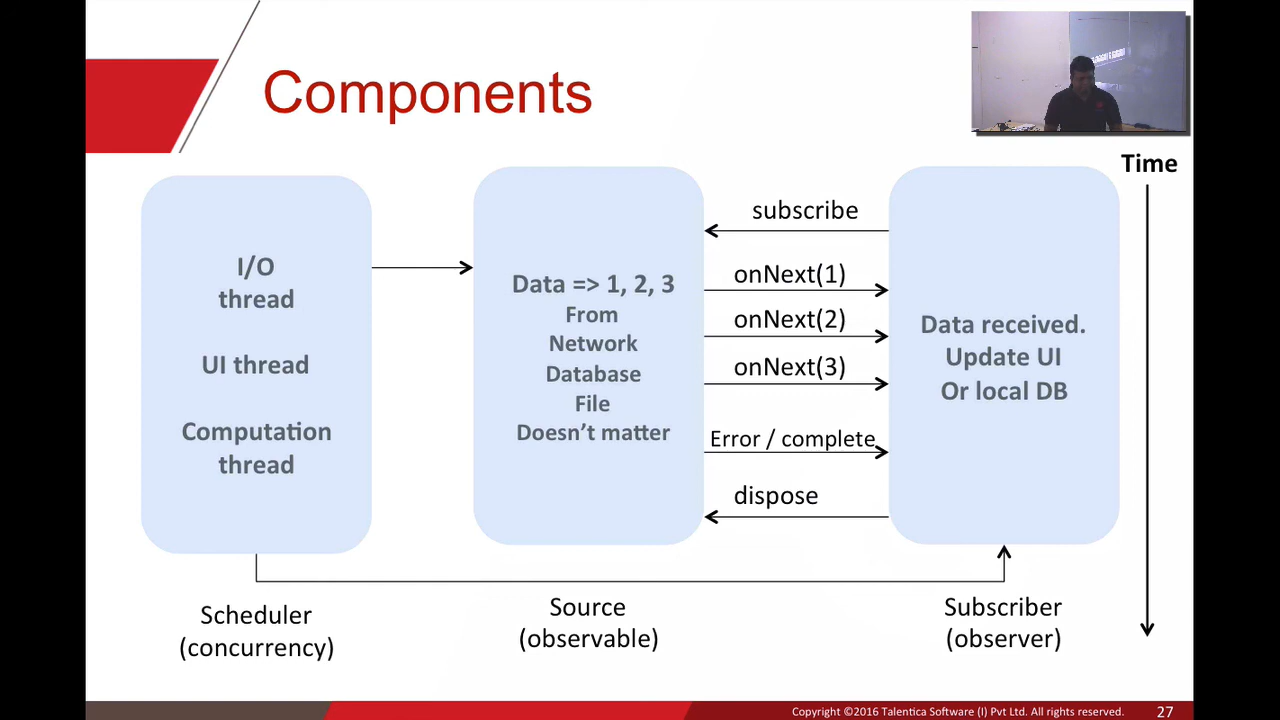 Components
Time
I/O
thread
UI thread
Computation
thread
Data => 1, 2, 3
From
Network
Database
File
Doesn't matter
subscribe
onNext(1)
onNext(2)
onNext(3)
Error / complete
dispose
Data received.
Update UI
Or local DB
Scheduler
(concurrency)
Source
(observable)
Subscriber
(observer)
Copyright ©2016 Talentica Software (I) Pvt Ltd. All rights reserved.
27